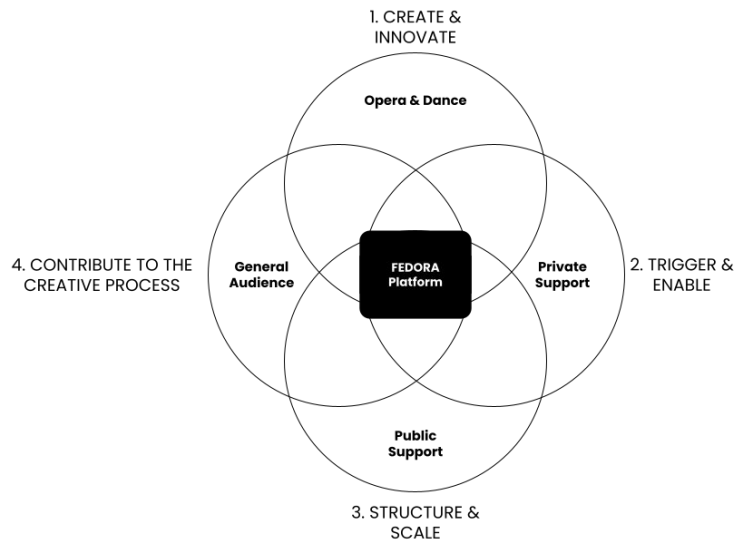 1. CREATE &
INNOVATE
Opera & Dance
4. CONTRIBUTE TO THE
CREATIVE PROCESS
General
Audience
FEDORA
Platform
Private
Support
2. TRIGGER &
ENABLE
Public
Support
3. STRUCTURE &
SCALE